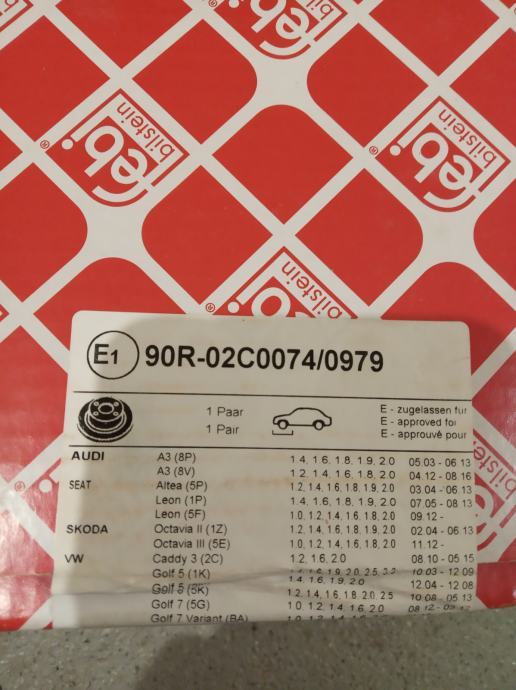 febi
bilstein
febi
bilstein
febi
bilstein
febi
bilstein
E1 90R-02C0074/0979
1 Paar
1 Pair
E - zugelassen für
E - approved for
E - approuvé pour
AUDI A3 (8P) 1.4, 1.6, 1.8, 1.9, 2.0 05.03 - 06.13
A3 (8V) 1.2, 1.4, 1.6, 1.8, 2.0 04.12 - 08.16
SEAT Altea (5P) 1.2, 1.4, 1.6, 1.8, 1.9, 2.0 03.04 - 06.13
Leon (1P) 1.4, 1.6, 1.8, 1.9, 2.0 07.05 - 08.13
Leon (5F) 1.0, 1.2, 1.4, 1.6, 1.8, 2.0 09.12 -
SKODA Octavia II (1Z) 1.2, 1.4, 1.6, 1.8, 1.9, 2.0 02.04 - 06.13
Octavia III (5E) 1.0, 1.2, 1.4, 1.6, 1.8, 2.0 11.12 -
VW Caddy 3 (2C) 1.2, 1.6, 2.0 08.10 - 05.15
Golf 5 (1K) 10.03 - 12.09
1.4, 1.6, 1.9, 2.0 12.04 - 12.08
(5K) 1.2, 1.4, 1.6, 1.8, 2.0, 2.5 10.08 - 05.13
Golf 7 (5G) 1.0, 1.2, 1.4, 1.6, 2.0 08.12 -
Golf 7 Variant (BA)